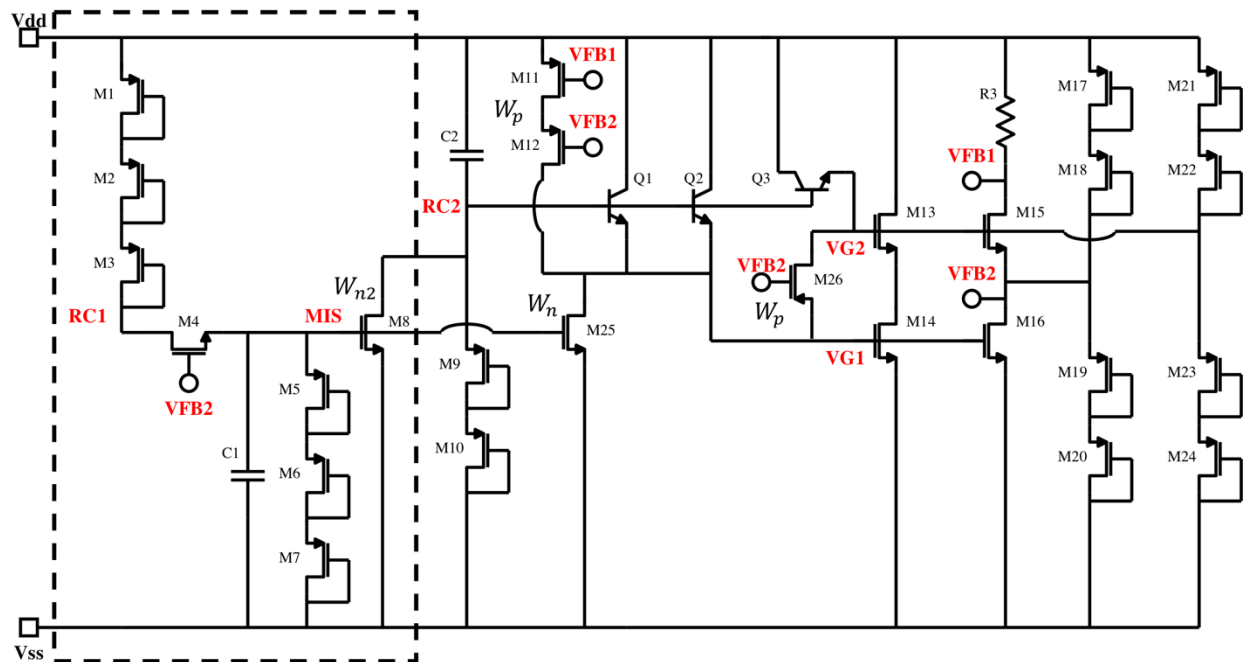 Vdd
M1
M2
M3
RC1
M4
VFB2
C1
MIS
M5
M6
M7
Wn2
M8
RC2
C2
M9
M10
M11
VFB1
Wp
M12
VFB2
Q1
Q2
Q3
Wn
M25
VFB2
M26
Wp
VG2
M13
VG1
M14
R3
VFB1
M15
VFB2
M16
M17
M18
M19
M20
M21
M22
M23
M24
Vss